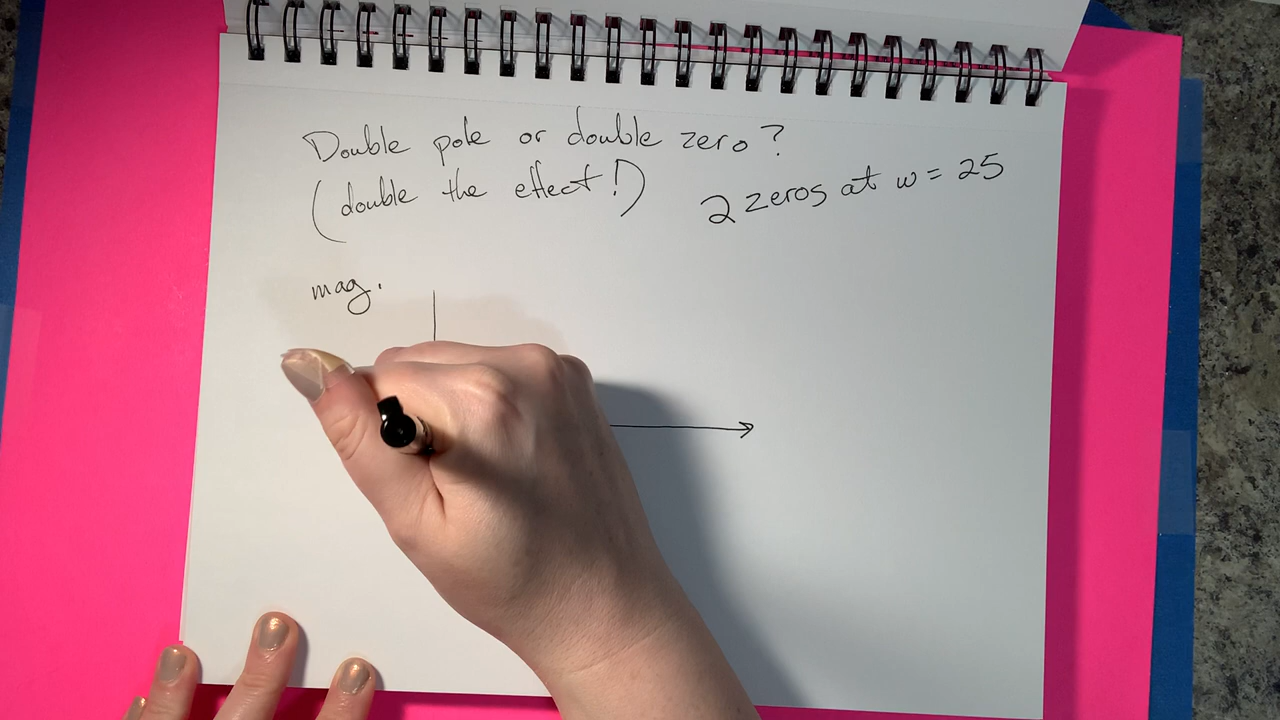 Double pole or double zero?
(double the effect!)
2 zeros at w = 25
mag.